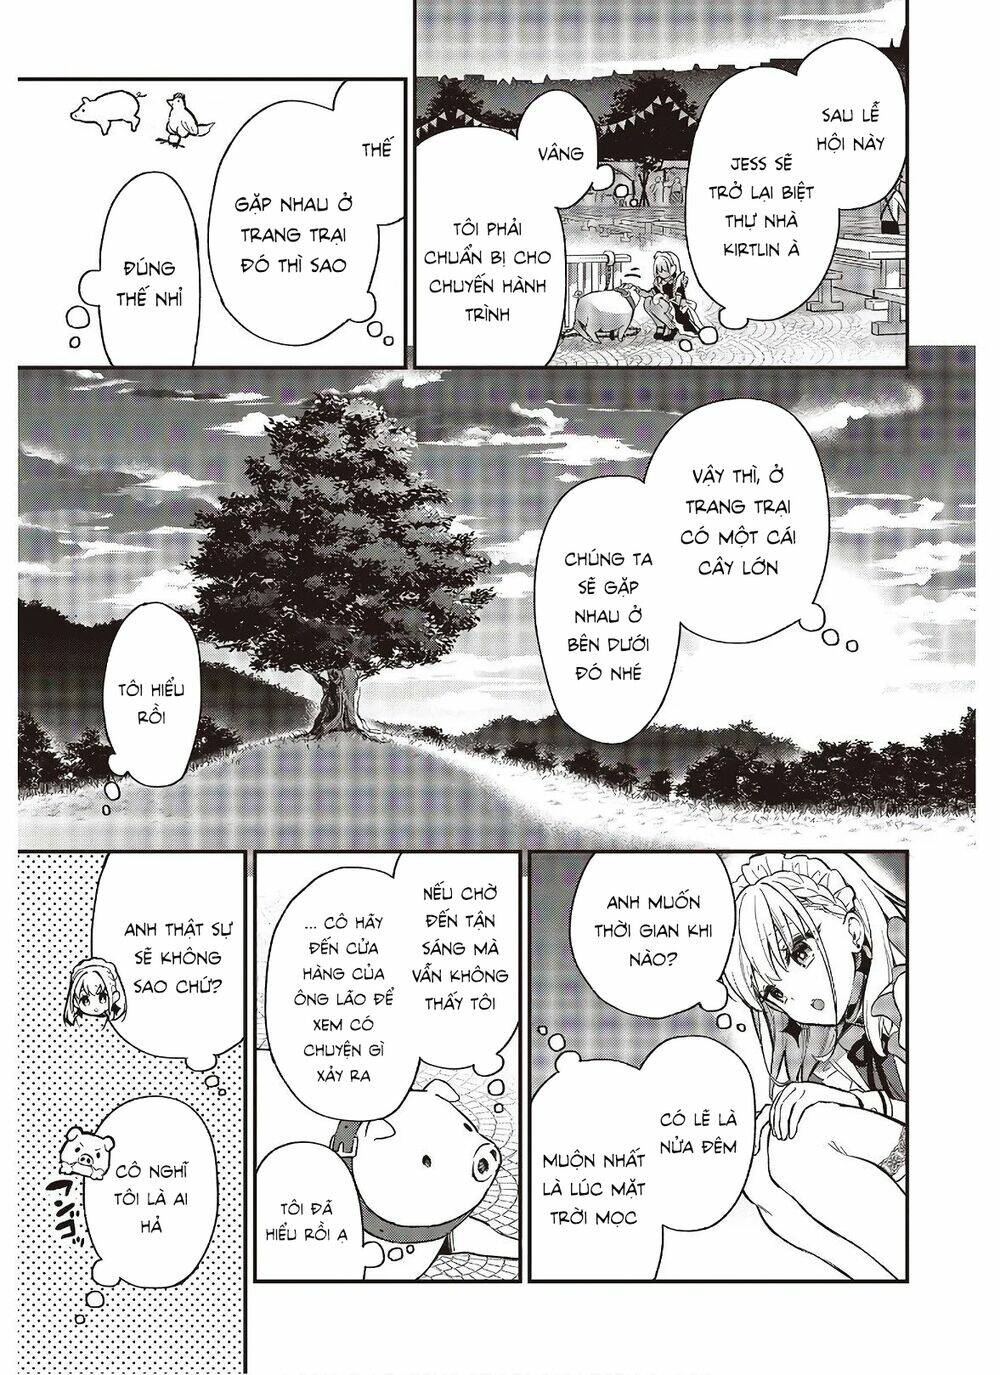 SAU LỄ
HỘI NÀY
JESS SẼ
TRỞ LẠI BIỆT
THỰ NHÀ
KIRTLIN À
VÂNG
TÔI PHẢI
CHUẨN BỊ CHO
CHUYẾN HÀNH
TRÌNH
THẾ
GẶP NHAU Ở
TRANG TRẠI
ĐÓ THÌ SAO
ĐÚNG
THẾ NHỈ
VẬY THÌ, Ở
TRANG TRẠI
CÓ MỘT CÁI
CÂY LỚN
CHÚNG TA
SẼ GẶP
NHAU Ở
BÊN DƯỚI
ĐÓ NHÉ
TÔI HIỂU
RỒI
ANH MUỐN
THỜI GIAN KHI
NÀO?
CÓ LẼ LÀ
NỬA ĐÊM
MUỘN NHẤT
LÀ LÚC MẶT
TRỜI MỌC
NẾU CHỜ
ĐẾN TẬN
SÁNG MÀ
VẪN KHÔNG
THẤY TÔI
... CÔ HÃY
ĐẾN CỬA
HÀNG CỦA
ÔNG LÃO ĐỂ
XEM CÓ
CHUYỆN GÌ
XẢY RA
TÔI ĐÃ
HIỂU RỒI Ạ
ANH THẬT SỰ
SẼ KHÔNG
SAO CHỨ?
CÔ NGHĨ
TÔI LÀ AI
HẢ